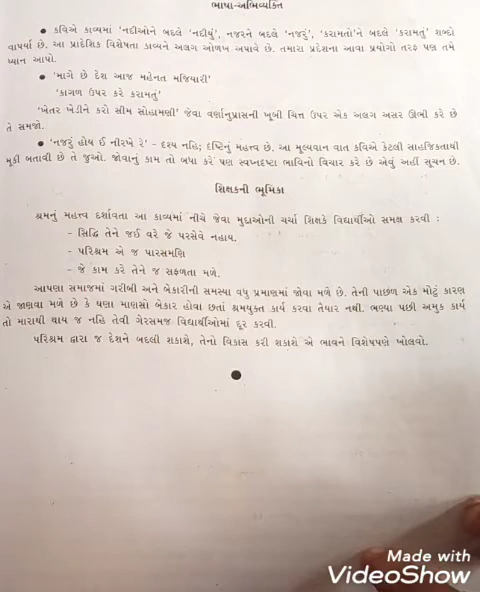 ભાષા-અભિવ્યક્તિ
● કવિએ કાવ્યમાં 'નદીઓને બદલે 'નદીયું', નજરને બદલે 'નજરું', 'કરામતો'ને બદલે 'કરામતું' શબ્દો
વાપર્યા છે. આ પ્રાદેશિક વિશેષતા કાવ્યને અલગ ઓળખ અપાવે છે. તમારા પ્રદેશના આવા પ્રયોગો તરફ પણ તમે
ધ્યાન આપો.
● 'માગે છે દેશ આજ મહેનત મજિયારી'
'કાગળ ઉપર કરે કરામતું'
'ખેતર ખેડીને કરો સીમ સોહામણી' જેવા વર્ણાનુપ્રાસની ખૂબી ચિત્ત ઉપર એક અલગ અસર ઊભી કરે છે
તે સમજો.
● 'નજરું હોય ઈ નીરખે રે' – દશ્ય નહિ; દષ્ટિનું મહત્ત્વ છે. આ મૂલ્યવાન વાત કવિએ કેટલી સાહજિકતાથી
મૂકી બતાવી છે તે જુઓ. જોવાનું કામ તો બધા કરે પણ સ્વપ્નદષ્ટા ભાવિનો વિચાર કરે છે એવું અહીં સૂચન છે.
શિક્ષકની ભૂમિકા
શ્રમનું મહત્ત્વ દર્શાવતા આ કાવ્યમાં નીચે જેવા મુદાઓની ચર્ચા શિક્ષકે વિદ્યાર્થીઓ સમક્ષ કરવી :
– સિદ્ધિ તેને જઈ વરે જે પરસેવે નહાય.
– પરિશ્રમ એ જ પારસમણિ
– જે કામ કરે તેને જ સફળતા મળે.
આપણા સમાજમાં ગરીબી અને બેકારીની સમસ્યા વધુ પ્રમાણમાં જોવા મળે છે. તેની પાછળ એક મોટું કારણ
એ જાણવા મળે છે કે ઘણા માણસો બેકાર હોવા છતાં શ્રમયુક્ત કાર્ય કરવા તૈયાર નથી. ભણ્યા પછી અમુક કાર્ય
તો મારાથી થાય જ નહિ તેવી ગેરસમજ વિદ્યાર્થીઓમાં દૂર કરવી.
પરિશ્રમ દ્વારા જ દેશને બદલી શકાશે, તેનો વિકાસ કરી શકાશે એ ભાવને વિશેષપણે ખોલવો.
●
Made with
VideoShow